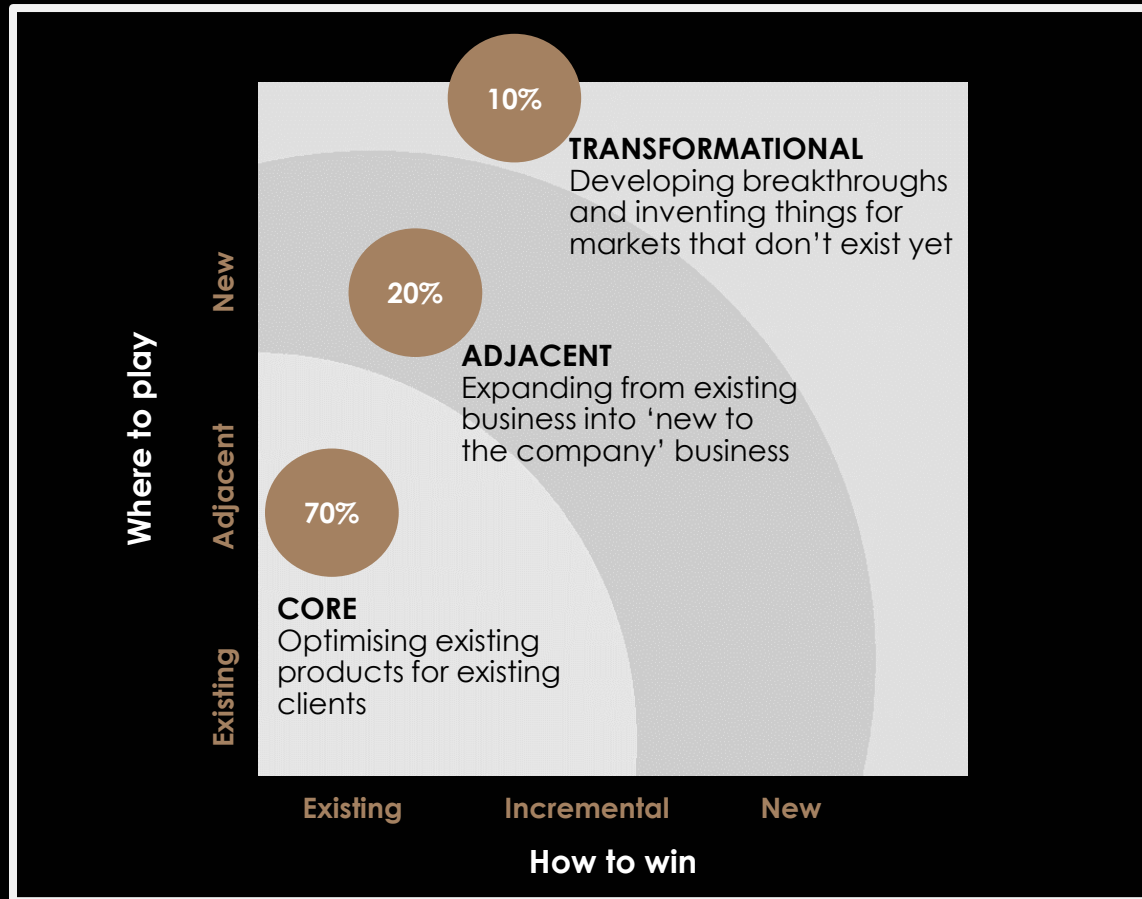 10%
TRANSFORMATIONAL
Developing breakthroughs
and inventing things for
markets that don’t exist yet
20%
ADJACENT
Expanding from existing
business into ‘new to
the company’ business
70%
CORE
Optimising existing
products for existing
clients
Where to play
New
Adjacent
Existing
Existing Incremental New
How to win